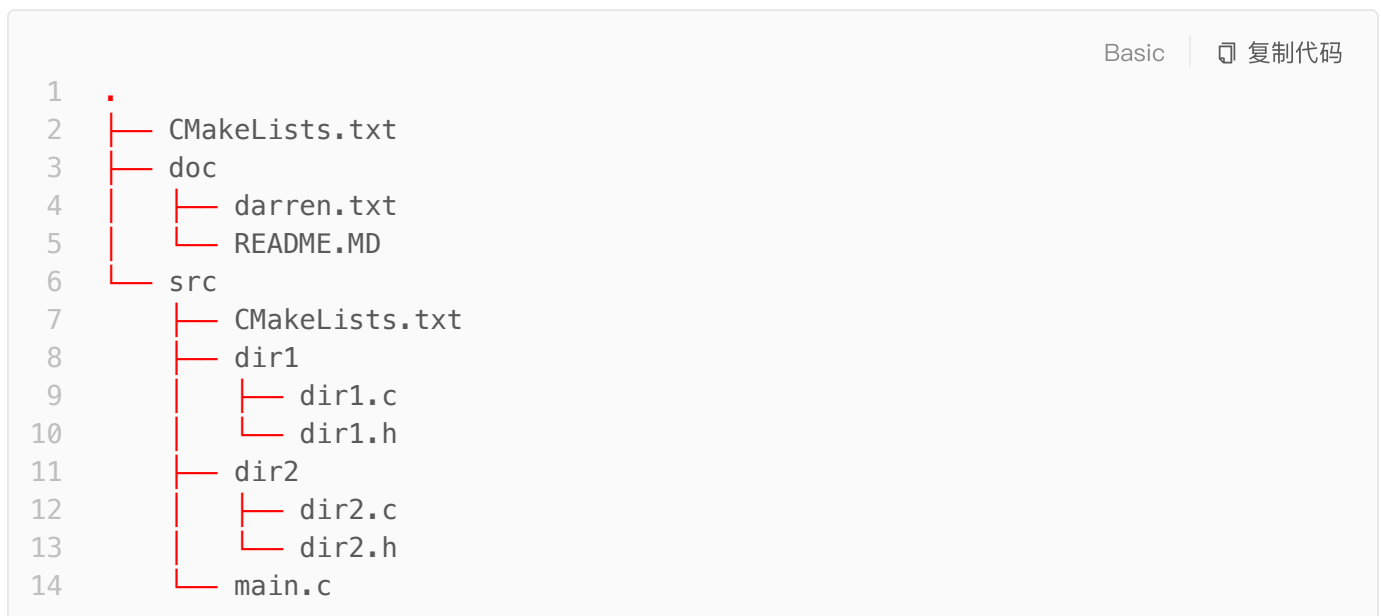 Basic 复制代码
1 .
2 ├── CMakeLists.txt
3 ├── doc
4 │   ├── darren.txt
5 │   └── README.MD
6 └── src
7     ├── CMakeLists.txt
8     ├── dir1
9     │   ├── dir1.c
10     │   └── dir1.h
11     ├── dir2
12     │   ├── dir2.c
13     │   └── dir2.h
14     └── main.c